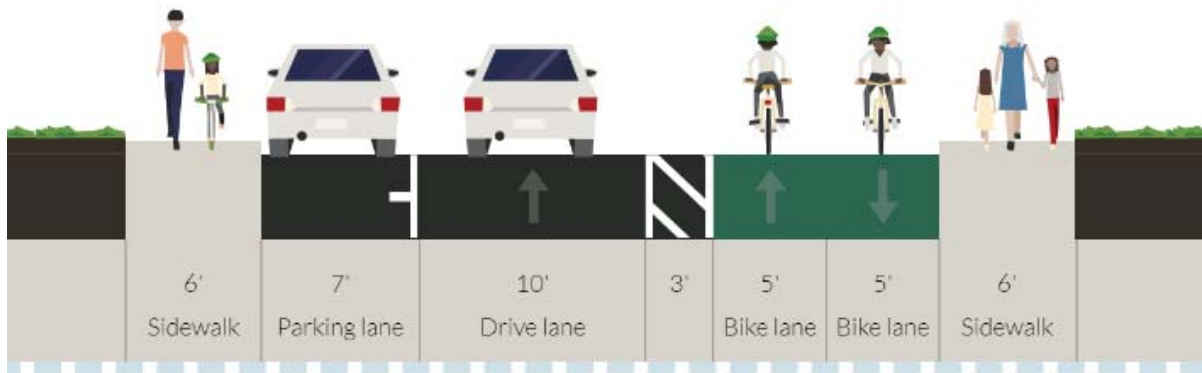 6' 7' 10' 3' 5' 5' 6'
Sidewalk Parking lane Drive lane Bike lane Bike lane Sidewalk